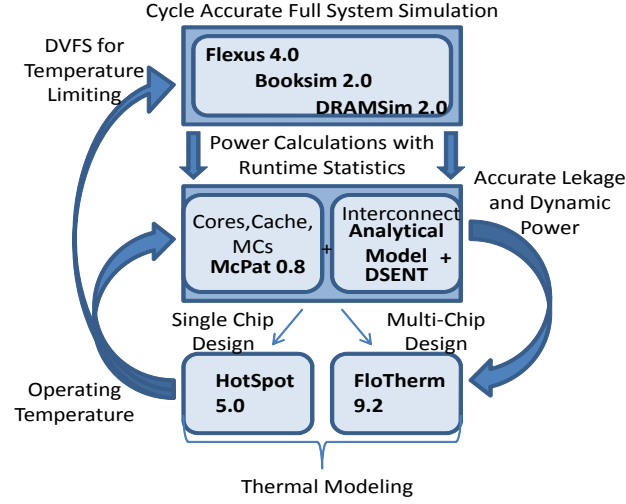 Cycle Accurate Full System Simulation
DVFS for
Temperature
Limiting
Flexus 4.0
Booksim 2.0
DRAMSim 2.0
Power Calculations with
Runtime Statistics
Accurate Lekage
and Dynamic
Power
Cores,Cache,
MCs
McPat 0.8
+
Interconnect
Analytical
Model +
DSENT
Single Chip
Design
Multi-Chip
Design
Operating
Temperature
HotSpot
5.0
FloTherm
9.2
Thermal Modeling